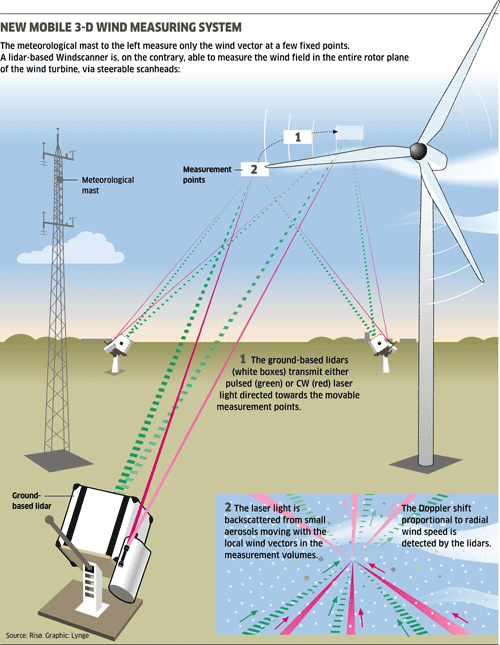 NEW MOBILE 3-D WIND MEASURING SYSTEM
The meteorological mast to the left measure only the wind vector at a few fixed points.
A lidar-based Windscanner is, on the contrary, able to measure the wind field in the entire rotor plane
of the wind turbine, via steerable scanheads:
1
Measurement
points
2
Meteorological
mast
1 The ground-based lidars
(white boxes) transmit either
pulsed (green) or CW (red) laser
light directed towards the movable
measurement points.
Ground-
based lidar
2 The laser light is
backscattered from small
aerosols moving with the
local wind vectors in the
measurement volumes.
The Doppler shift
proportional to radial
wind speed is
detected by the lidars.
Source: Risø. Graphic: Lynge